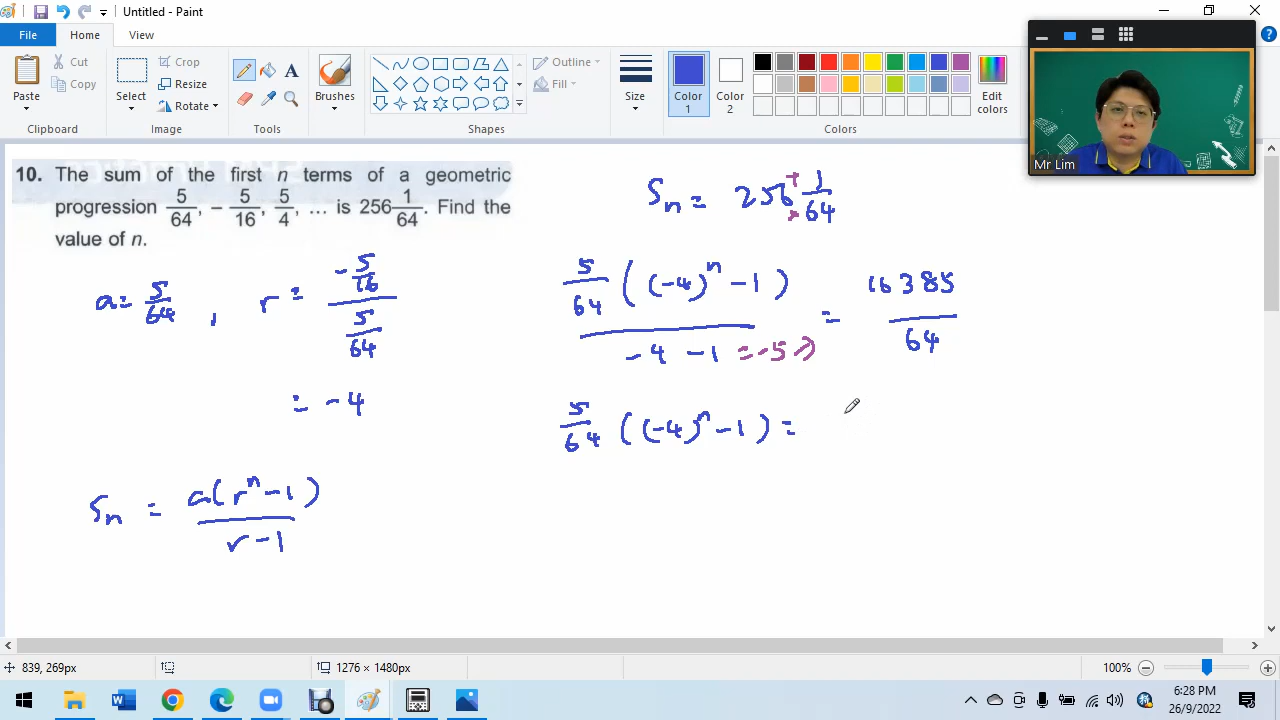 Untitled - Paint
File Home View
Paste Cut Copy Clipboard
Select Crop Resize Rotate Image
Tools
Brushes
Shapes Outline Fill
Size
Color 1 Color 2 Edit colors Colors
Mr Lim
10. The sum of the first n terms of a geometric
progression 5/64, - 5/16, 5/4, ... is 256 1/64. Find the
value of n.
Sn = 256 + 1/64
×
a = 5/64 , r = (-5/16)/(5/64)
= -4
Sn = a(r^n - 1)/(r - 1)
5/64((-4)^n - 1)/(-4 - 1) = 16385/64
= -5
5/64((-4)^n - 1) =
839, 269px
1276 × 1480px
100%
6:28 PM
26/9/2022